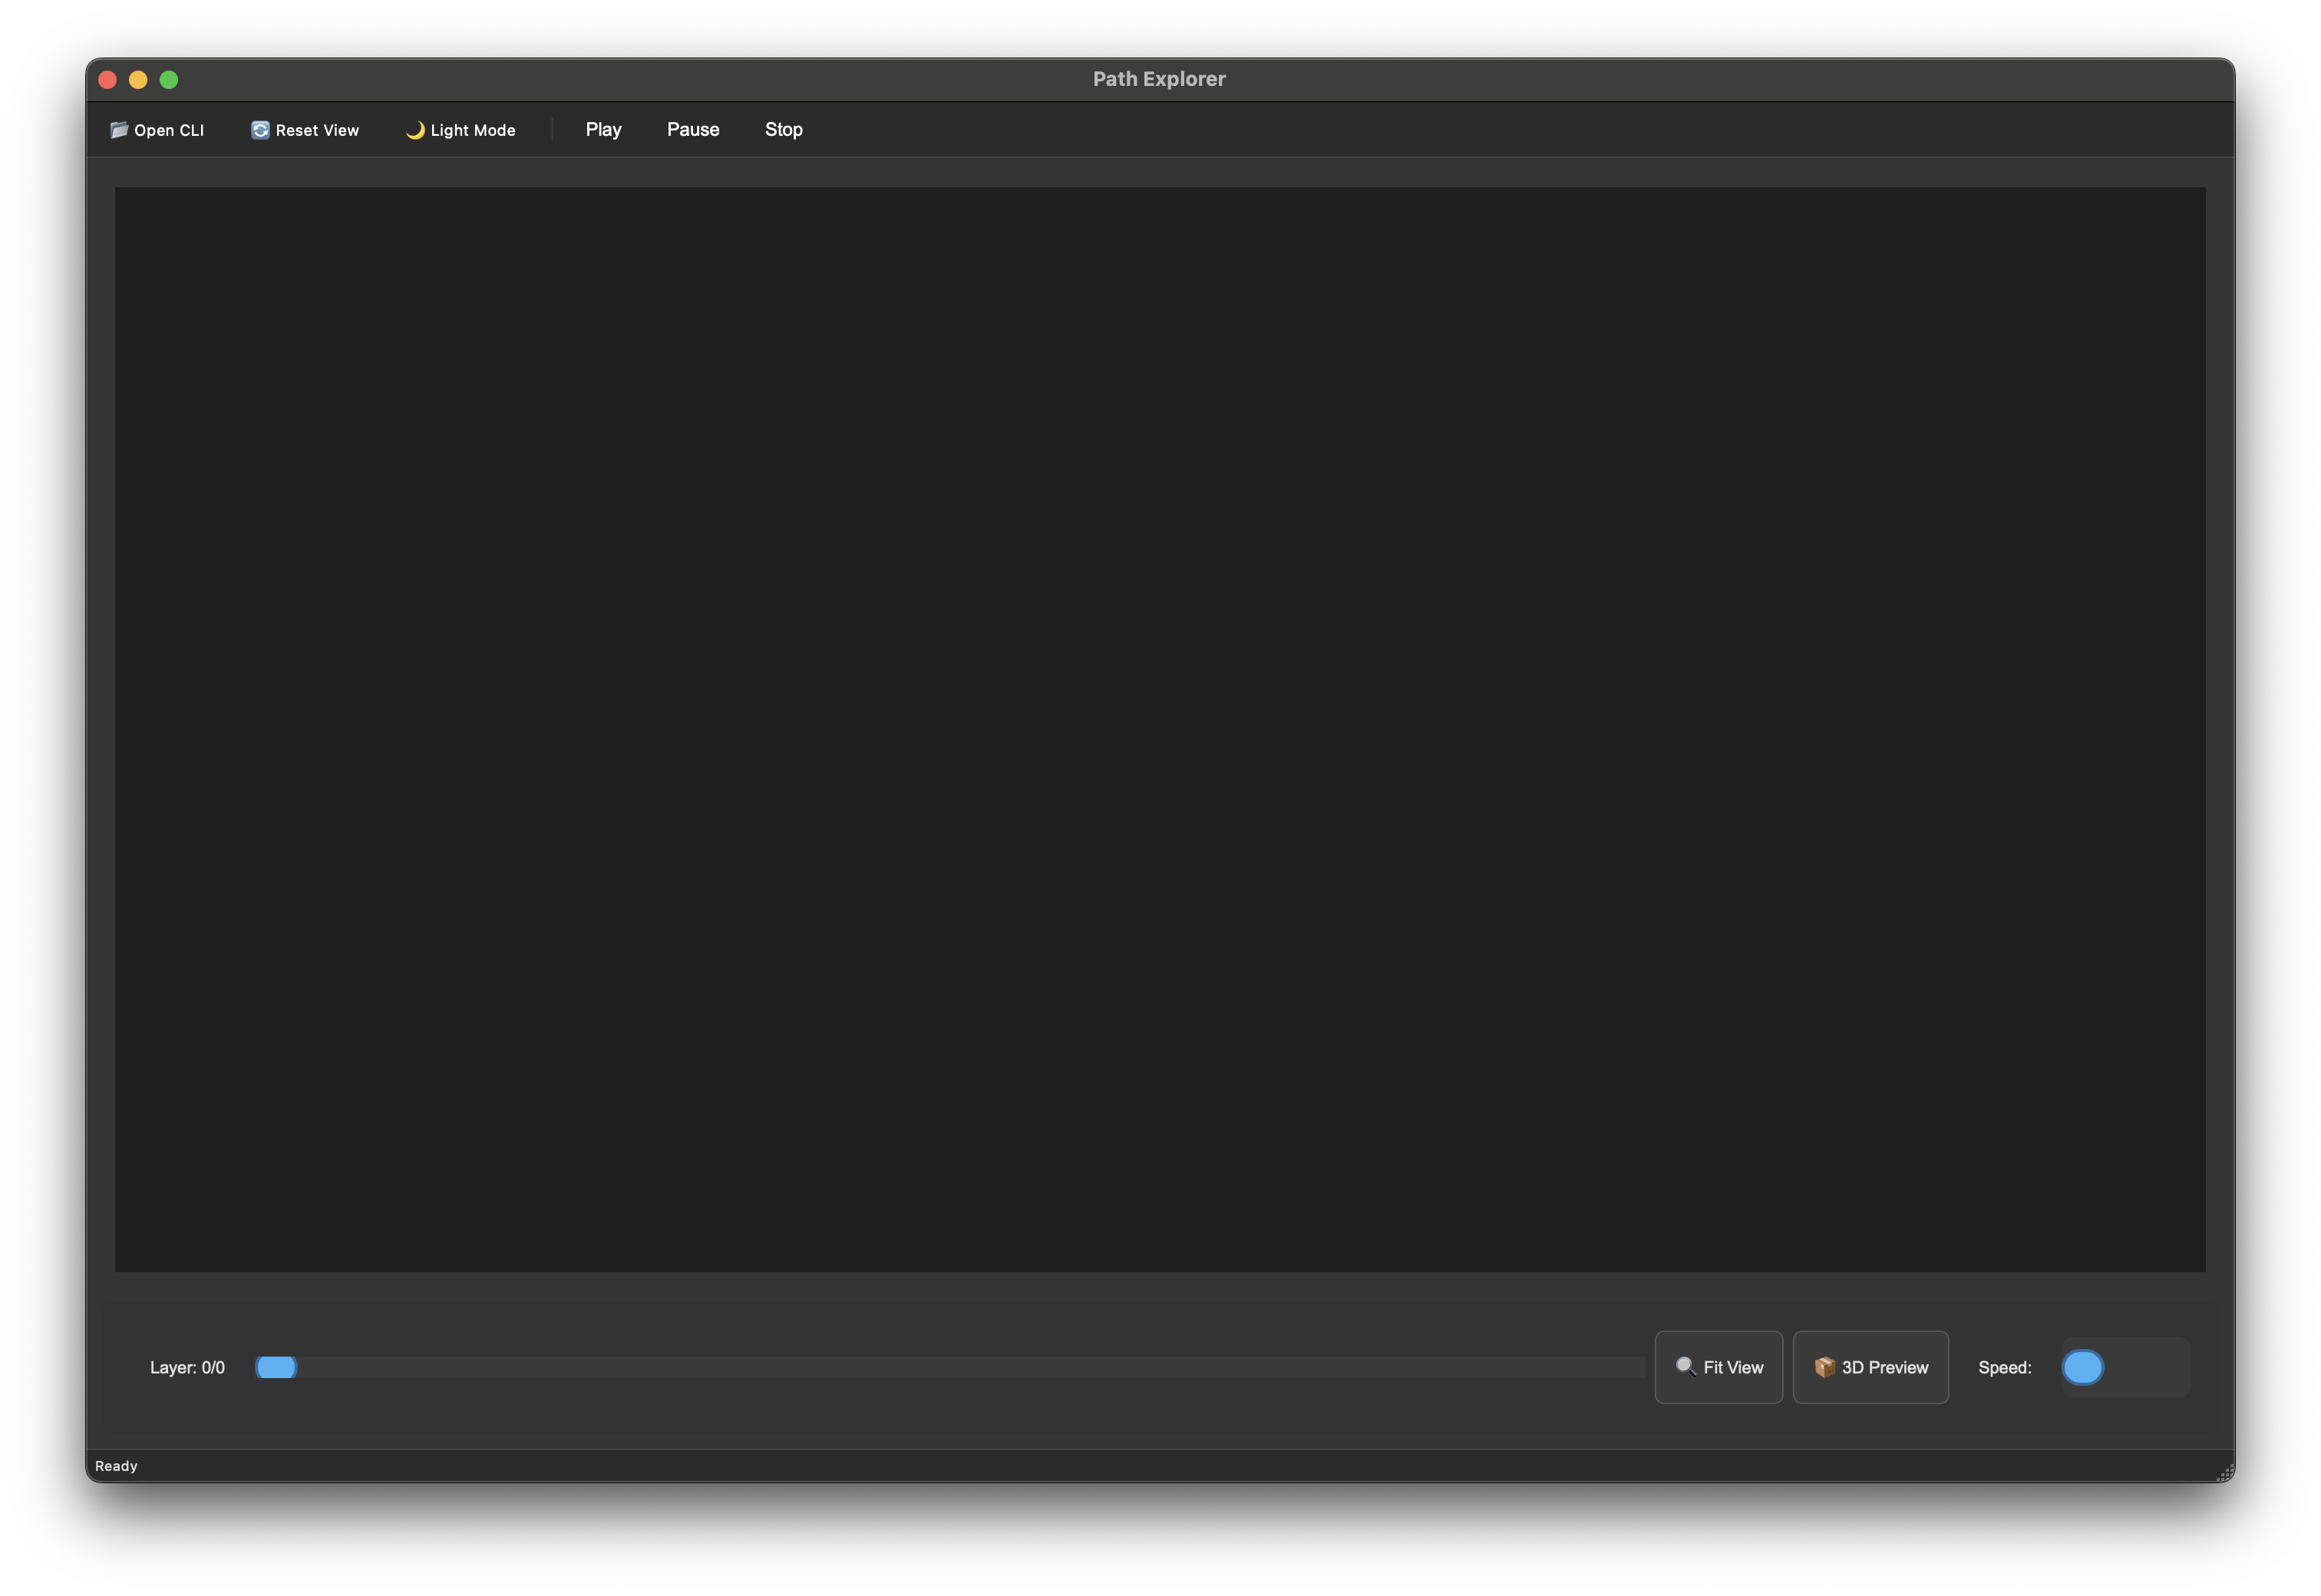 Path Explorer
Open CLI Reset View Light Mode Play Pause Stop
Layer: 0/0 Fit View 3D Preview Speed:
Ready